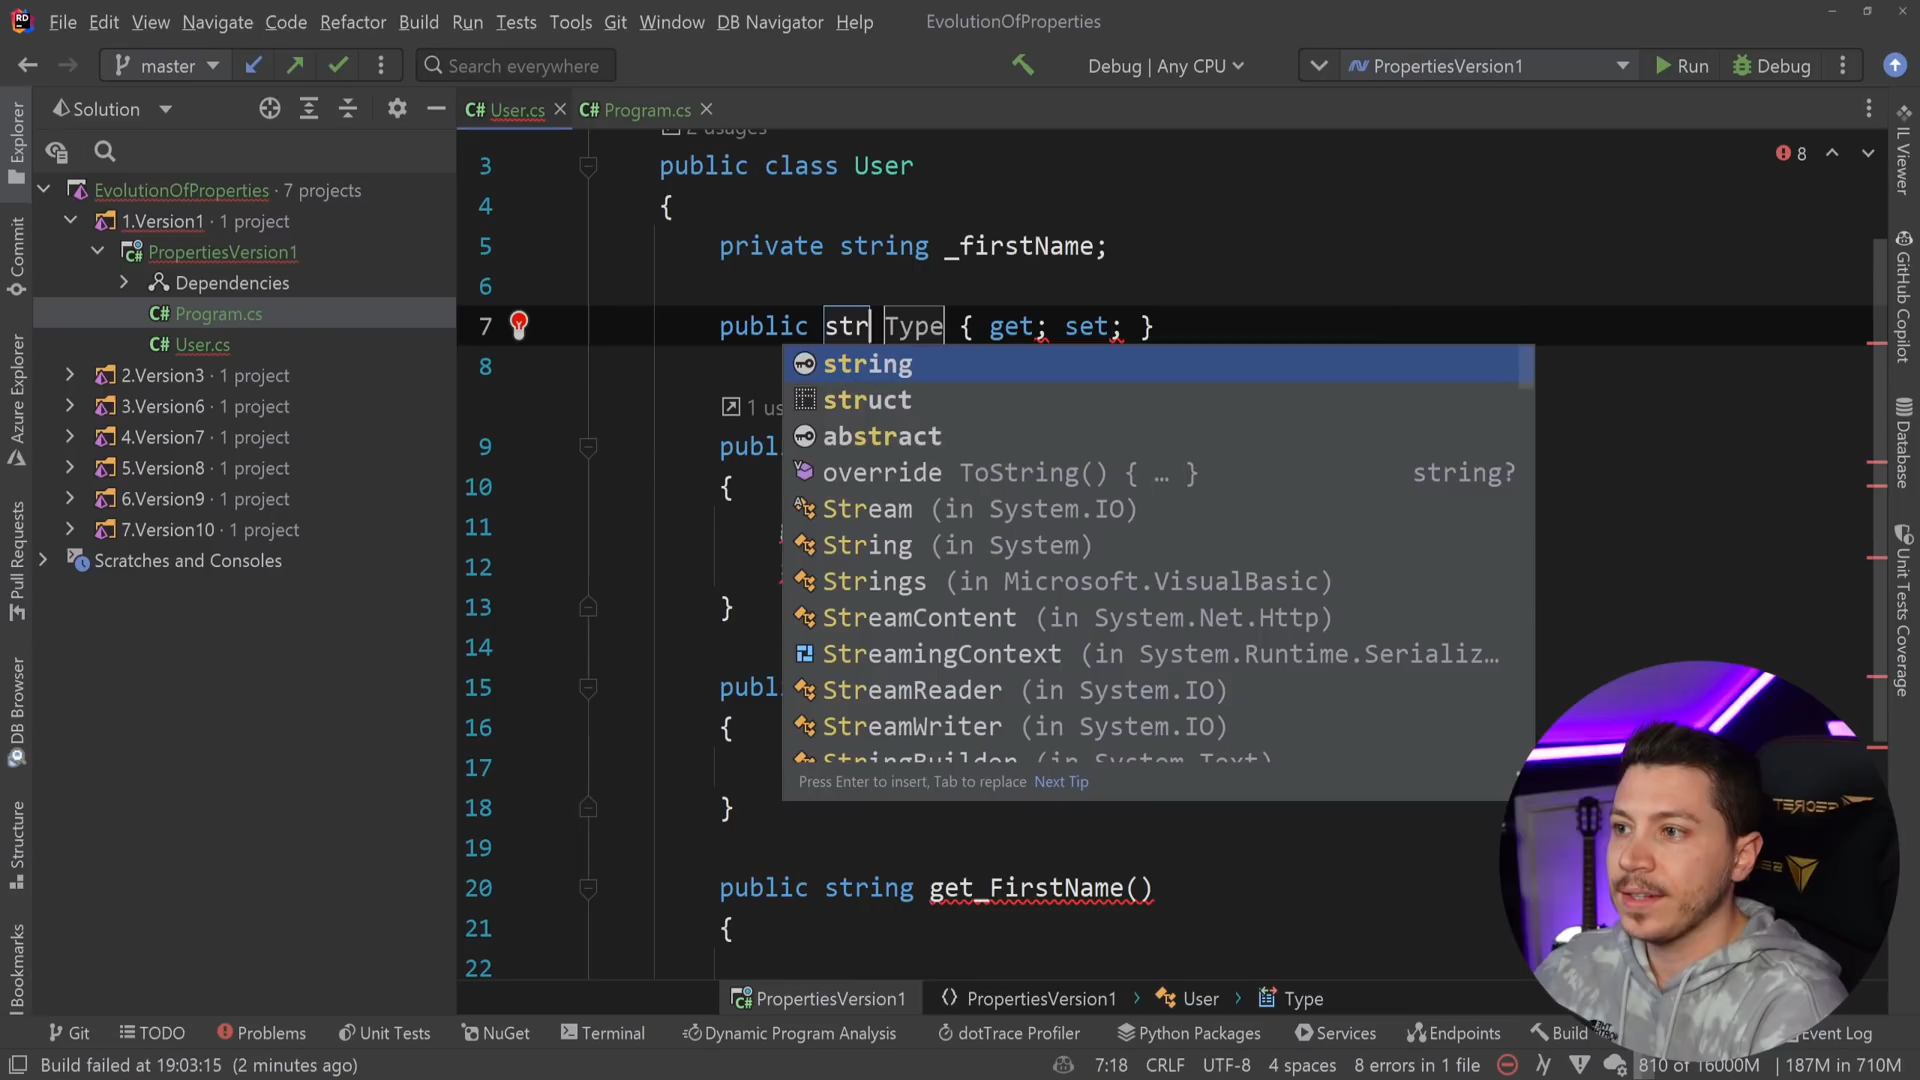 File Edit View Navigate Code Refactor Build Run Tests Tools Git Window DB Navigator Help EvolutionOfProperties
master Search everywhere Debug | Any CPU PropertiesVersion1 Run Debug
Solution
C# User.cs C# Program.cs
Explorer
Commit
Azure Explorer
Pull Requests
DB Browser
Structure
Bookmarks
EvolutionOfProperties · 7 projects
1.Version1 · 1 project
PropertiesVersion1
Dependencies
C# Program.cs
C# User.cs
2.Version3 · 1 project
3.Version6 · 1 project
4.Version7 · 1 project
5.Version8 · 1 project
6.Version9 · 1 project
7.Version10 · 1 project
Scratches and Consoles
2 usages
8
3 public class User
4 {
5 private string _firstName;
6
7 public str Type { get; set; }
8
1 us
9 publ
10 {
11
12
13 }
14
15 publ
16 {
17
18 }
19
20 public string get_FirstName()
21 {
22
string
struct
abstract
override ToString() { … } string?
Stream (in System.IO)
String (in System)
Strings (in Microsoft.VisualBasic)
StreamContent (in System.Net.Http)
StreamingContext (in System.Runtime.Serializ…
StreamReader (in System.IO)
StreamWriter (in System.IO)
StringBuilder (in System.Text)
Press Enter to insert, Tab to replace Next Tip
IL Viewer
GitHub Copilot
Database
Unit Tests Coverage
SECRET
PropertiesVersion1 PropertiesVersion1 User Type
Git TODO Problems Unit Tests NuGet Terminal Dynamic Program Analysis dotTrace Profiler Python Packages Services Endpoints Build Event Log
Build failed at 19:03:15 (2 minutes ago) 7:18 CRLF UTF-8 4 spaces 8 errors in 1 file 810 of 16000M 187M in 710M